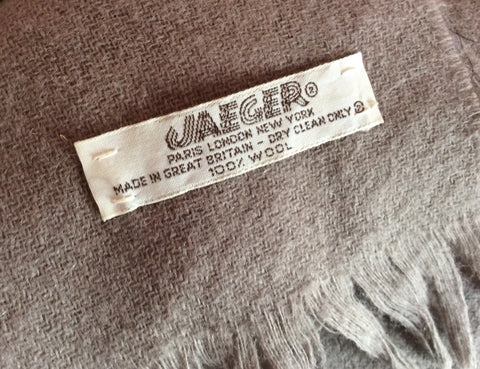 JAEGER®
PARIS LONDON NEW YORK
MADE IN GREAT BRITAIN - DRY CLEAN ONLY Ⓟ
100% WOOL